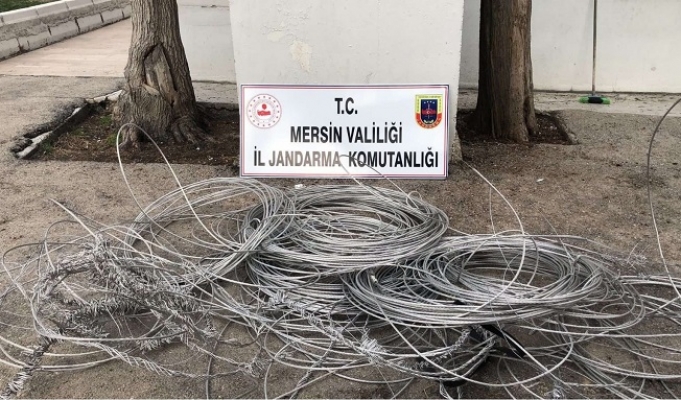 T.C.
MERSİN VALİLİĞİ
İL JANDARMA KOMUTANLIĞI